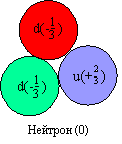 d(-1/3)
d(-1/3)
u(+2/3)
Нейтрон (0)